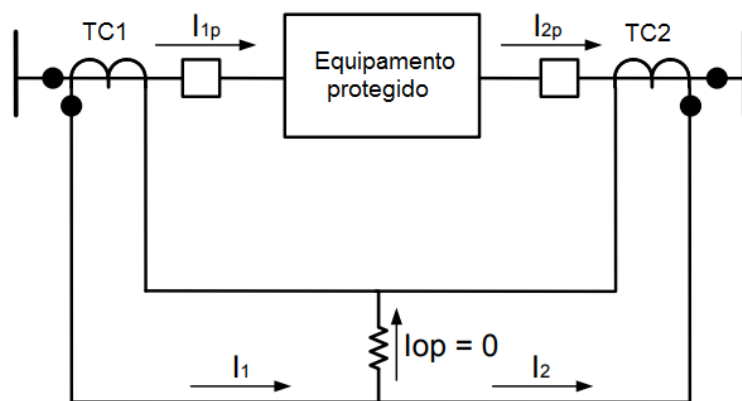 TC1
I1p
Equipamento
protegido
I2p
TC2
Iop = 0
I1
I2